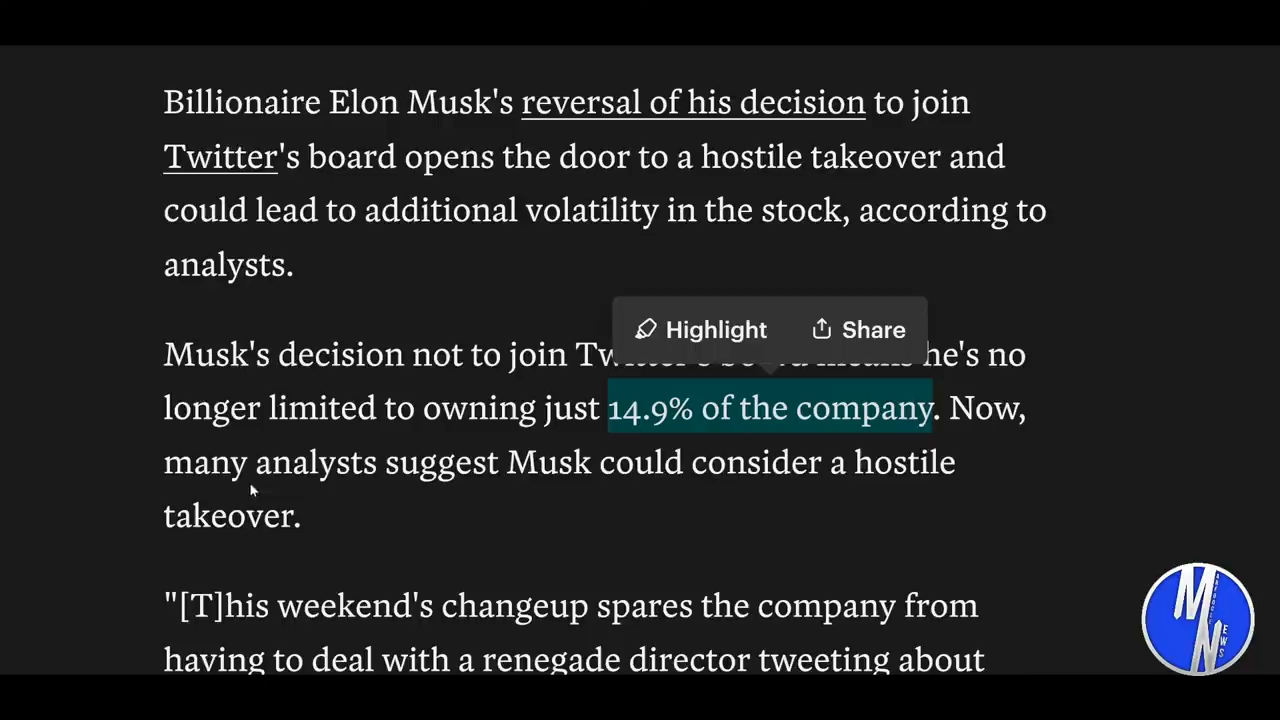 Billionaire Elon Musk's reversal of his decision to join
Twitter's board opens the door to a hostile takeover and
could lead to additional volatility in the stock, according to
analysts.
Highlight Share
Musk's decision not to join he's no
longer limited to owning just 14.9% of the company. Now,
many analysts suggest Musk could consider a hostile
takeover.
"[T]his weekend's changeup spares the company from
having to deal with a renegade director tweeting about
M
N
EWS